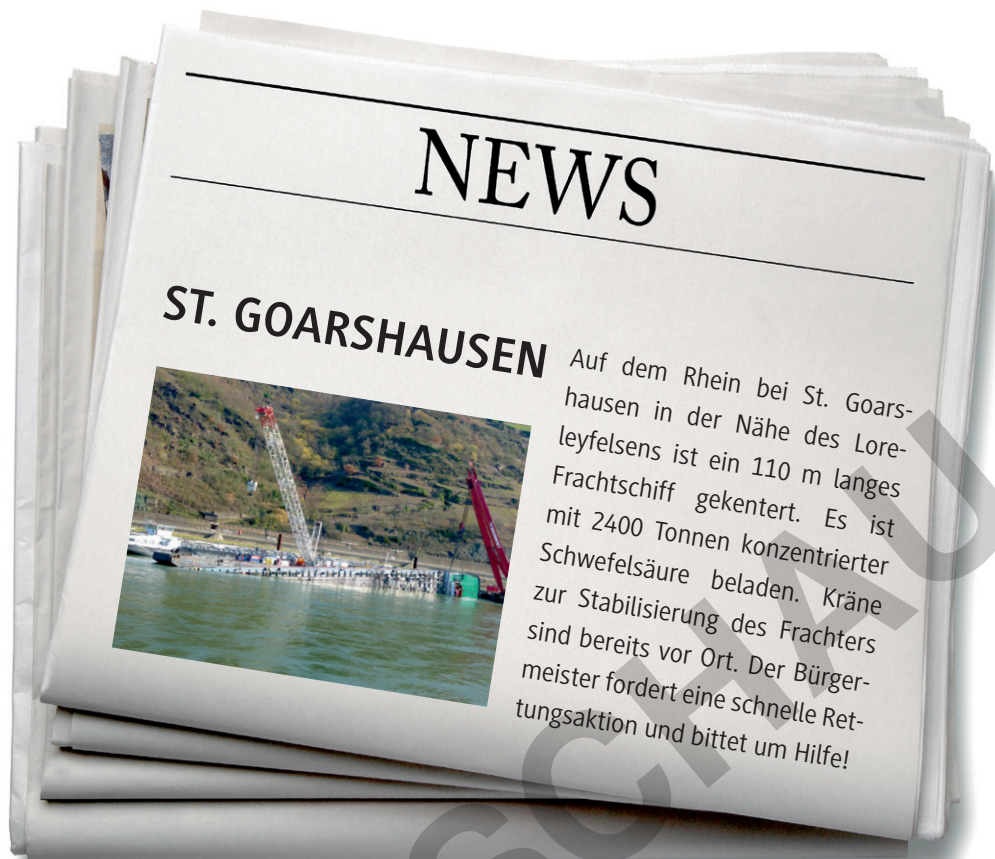 NEWS
ST. GOARSHAUSEN
Auf dem Rhein bei St. Goars-
hausen in der Nähe des Lore-
leyfelsens ist ein 110 m langes
Frachtschiff gekentert. Es ist
mit 2400 Tonnen konzentrierter
Schwefelsäure beladen. Kräne
zur Stabilisierung des Frachters
sind bereits vor Ort. Der Bürger-
meister fordert eine schnelle Ret-
tungsaktion und bittet um Hilfe!
SCHAU